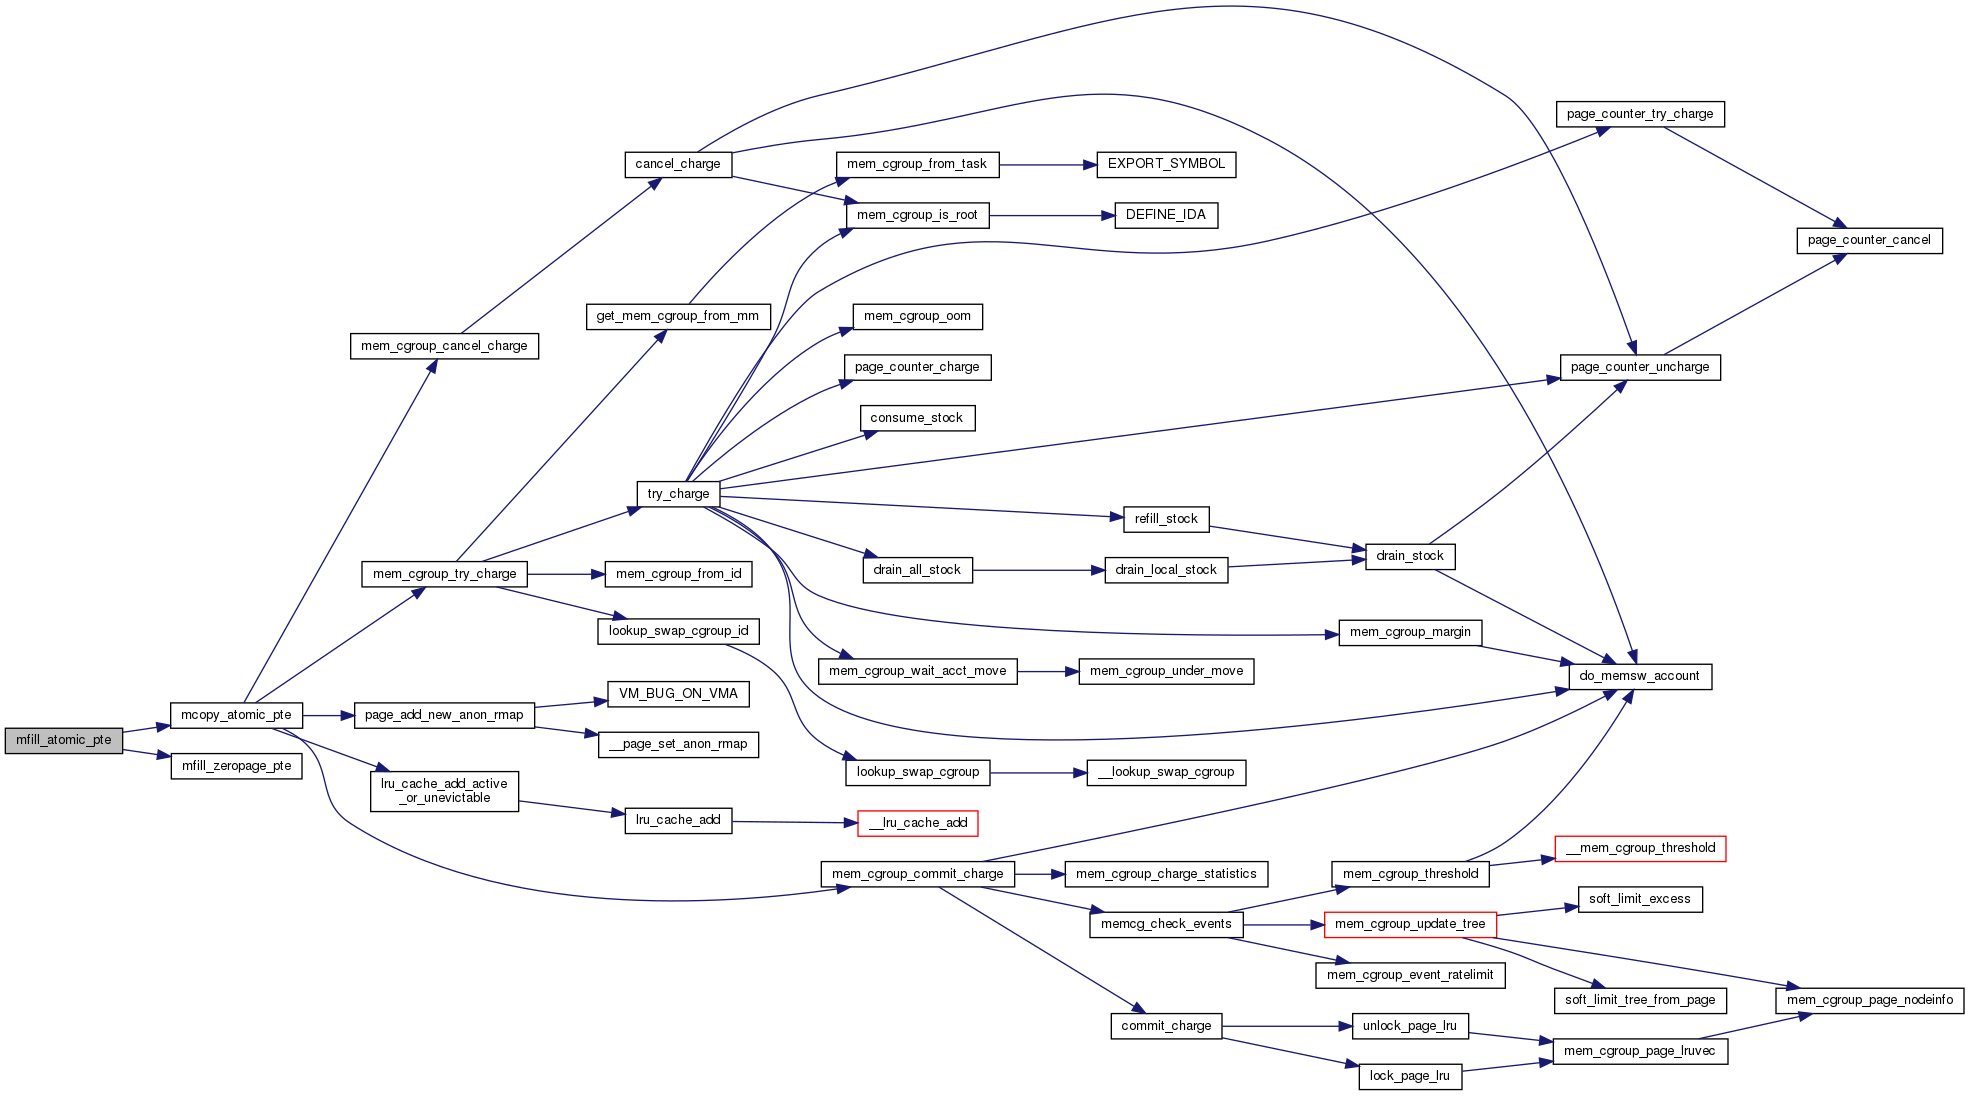 mfill_atomic_pte
mcopy_atomic_pte
mfill_zeropage_pte
mem_cgroup_cancel_charge
mem_cgroup_try_charge
page_add_new_anon_rmap
lru_cache_add_active
_or_unevictable
cancel_charge
get_mem_cgroup_from_mm
try_charge
mem_cgroup_from_id
lookup_swap_cgroup_id
VM_BUG_ON_VMA
__page_set_anon_rmap
lru_cache_add
mem_cgroup_from_task
mem_cgroup_is_root
mem_cgroup_oom
page_counter_charge
consume_stock
drain_all_stock
mem_cgroup_wait_acct_move
lookup_swap_cgroup
__lru_cache_add
mem_cgroup_commit_charge
EXPORT_SYMBOL
DEFINE_IDA
refill_stock
drain_local_stock
mem_cgroup_under_move
__lookup_swap_cgroup
mem_cgroup_charge_statistics
memcg_check_events
commit_charge
drain_stock
mem_cgroup_margin
mem_cgroup_threshold
mem_cgroup_update_tree
mem_cgroup_event_ratelimit
unlock_page_lru
lock_page_lru
page_counter_try_charge
page_counter_uncharge
do_memsw_account
__mem_cgroup_threshold
soft_limit_excess
soft_limit_tree_from_page
mem_cgroup_page_lruvec
page_counter_cancel
mem_cgroup_page_nodeinfo